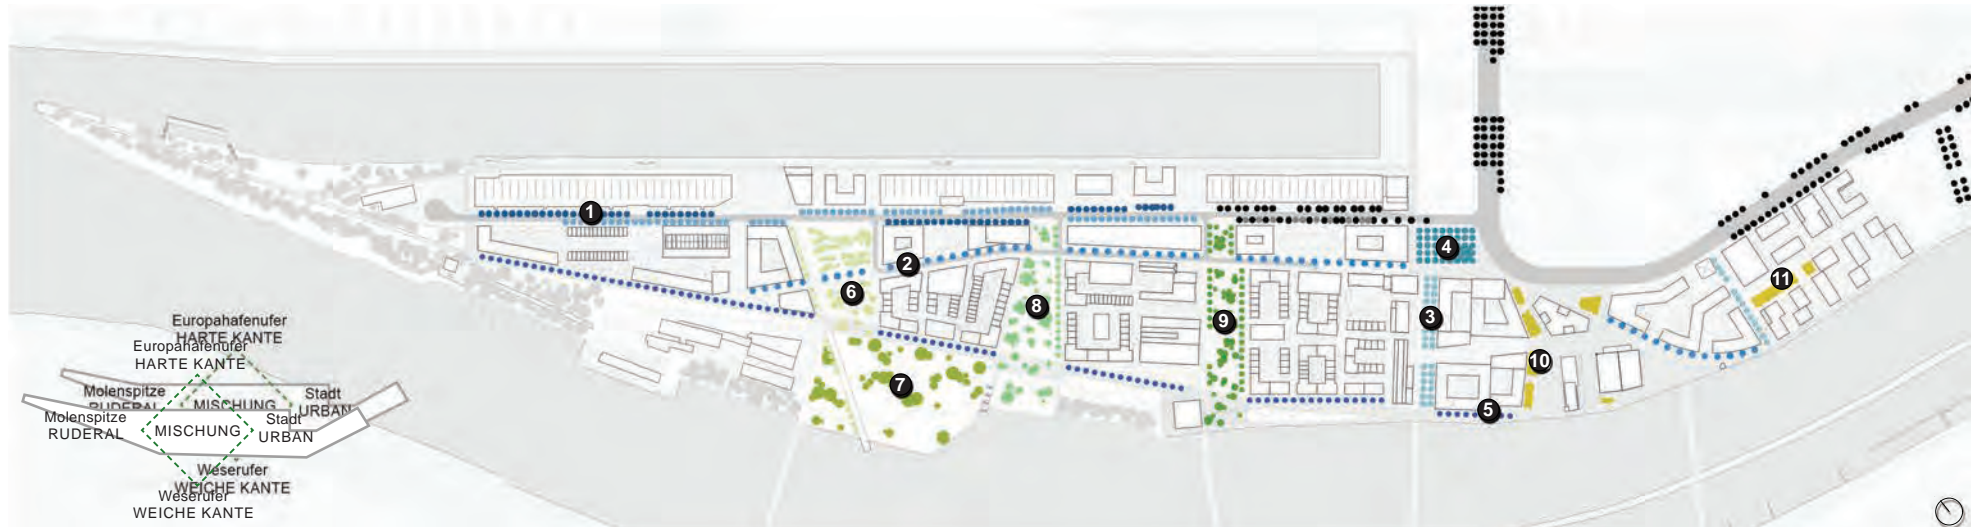 1
2
3
4
5
6
7
8
9
10
11
Europahafenufer
HARTE KANTE
Europahafenufer
HARTE KANTE
Molenspitze
RUDERAL
MISCHUNG
Stadt
URBAN
Molenspitze
RUDERAL
MISCHUNG
Stadt
URBAN
Weserufer
WEICHE KANTE
Weserufer
WEICHE KANTE